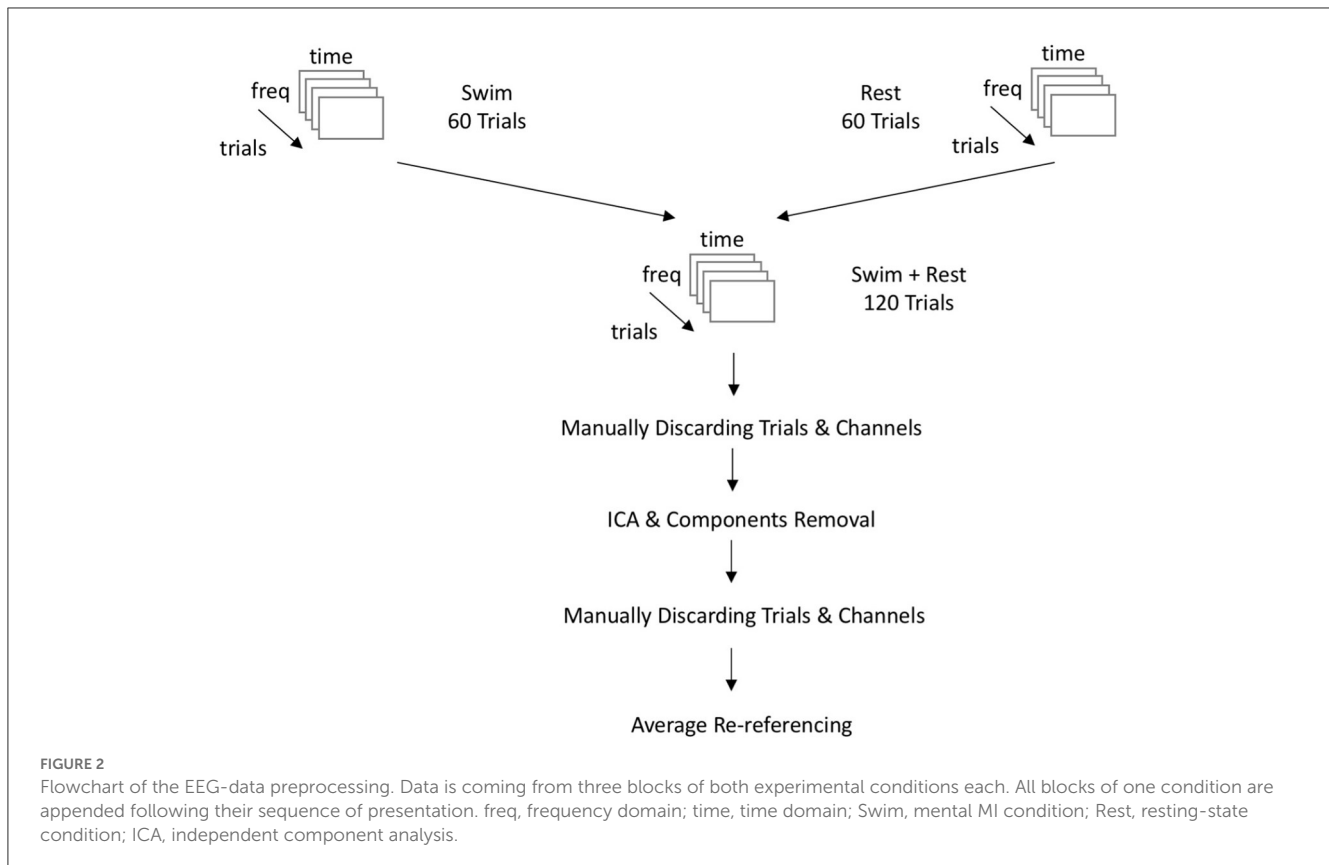 time
freq
trials
Swim
60 Trials
Rest
60 Trials
time
freq
trials
time
freq
trials
Swim + Rest
120 Trials
Manually Discarding Trials & Channels
ICA & Components Removal
Manually Discarding Trials & Channels
Average Re-referencing
FIGURE 2
Flowchart of the EEG-data preprocessing. Data is coming from three blocks of both experimental conditions each. All blocks of one condition are
appended following their sequence of presentation. freq, frequency domain; time, time domain; Swim, mental MI condition; Rest, resting-state
condition; ICA, independent component analysis.